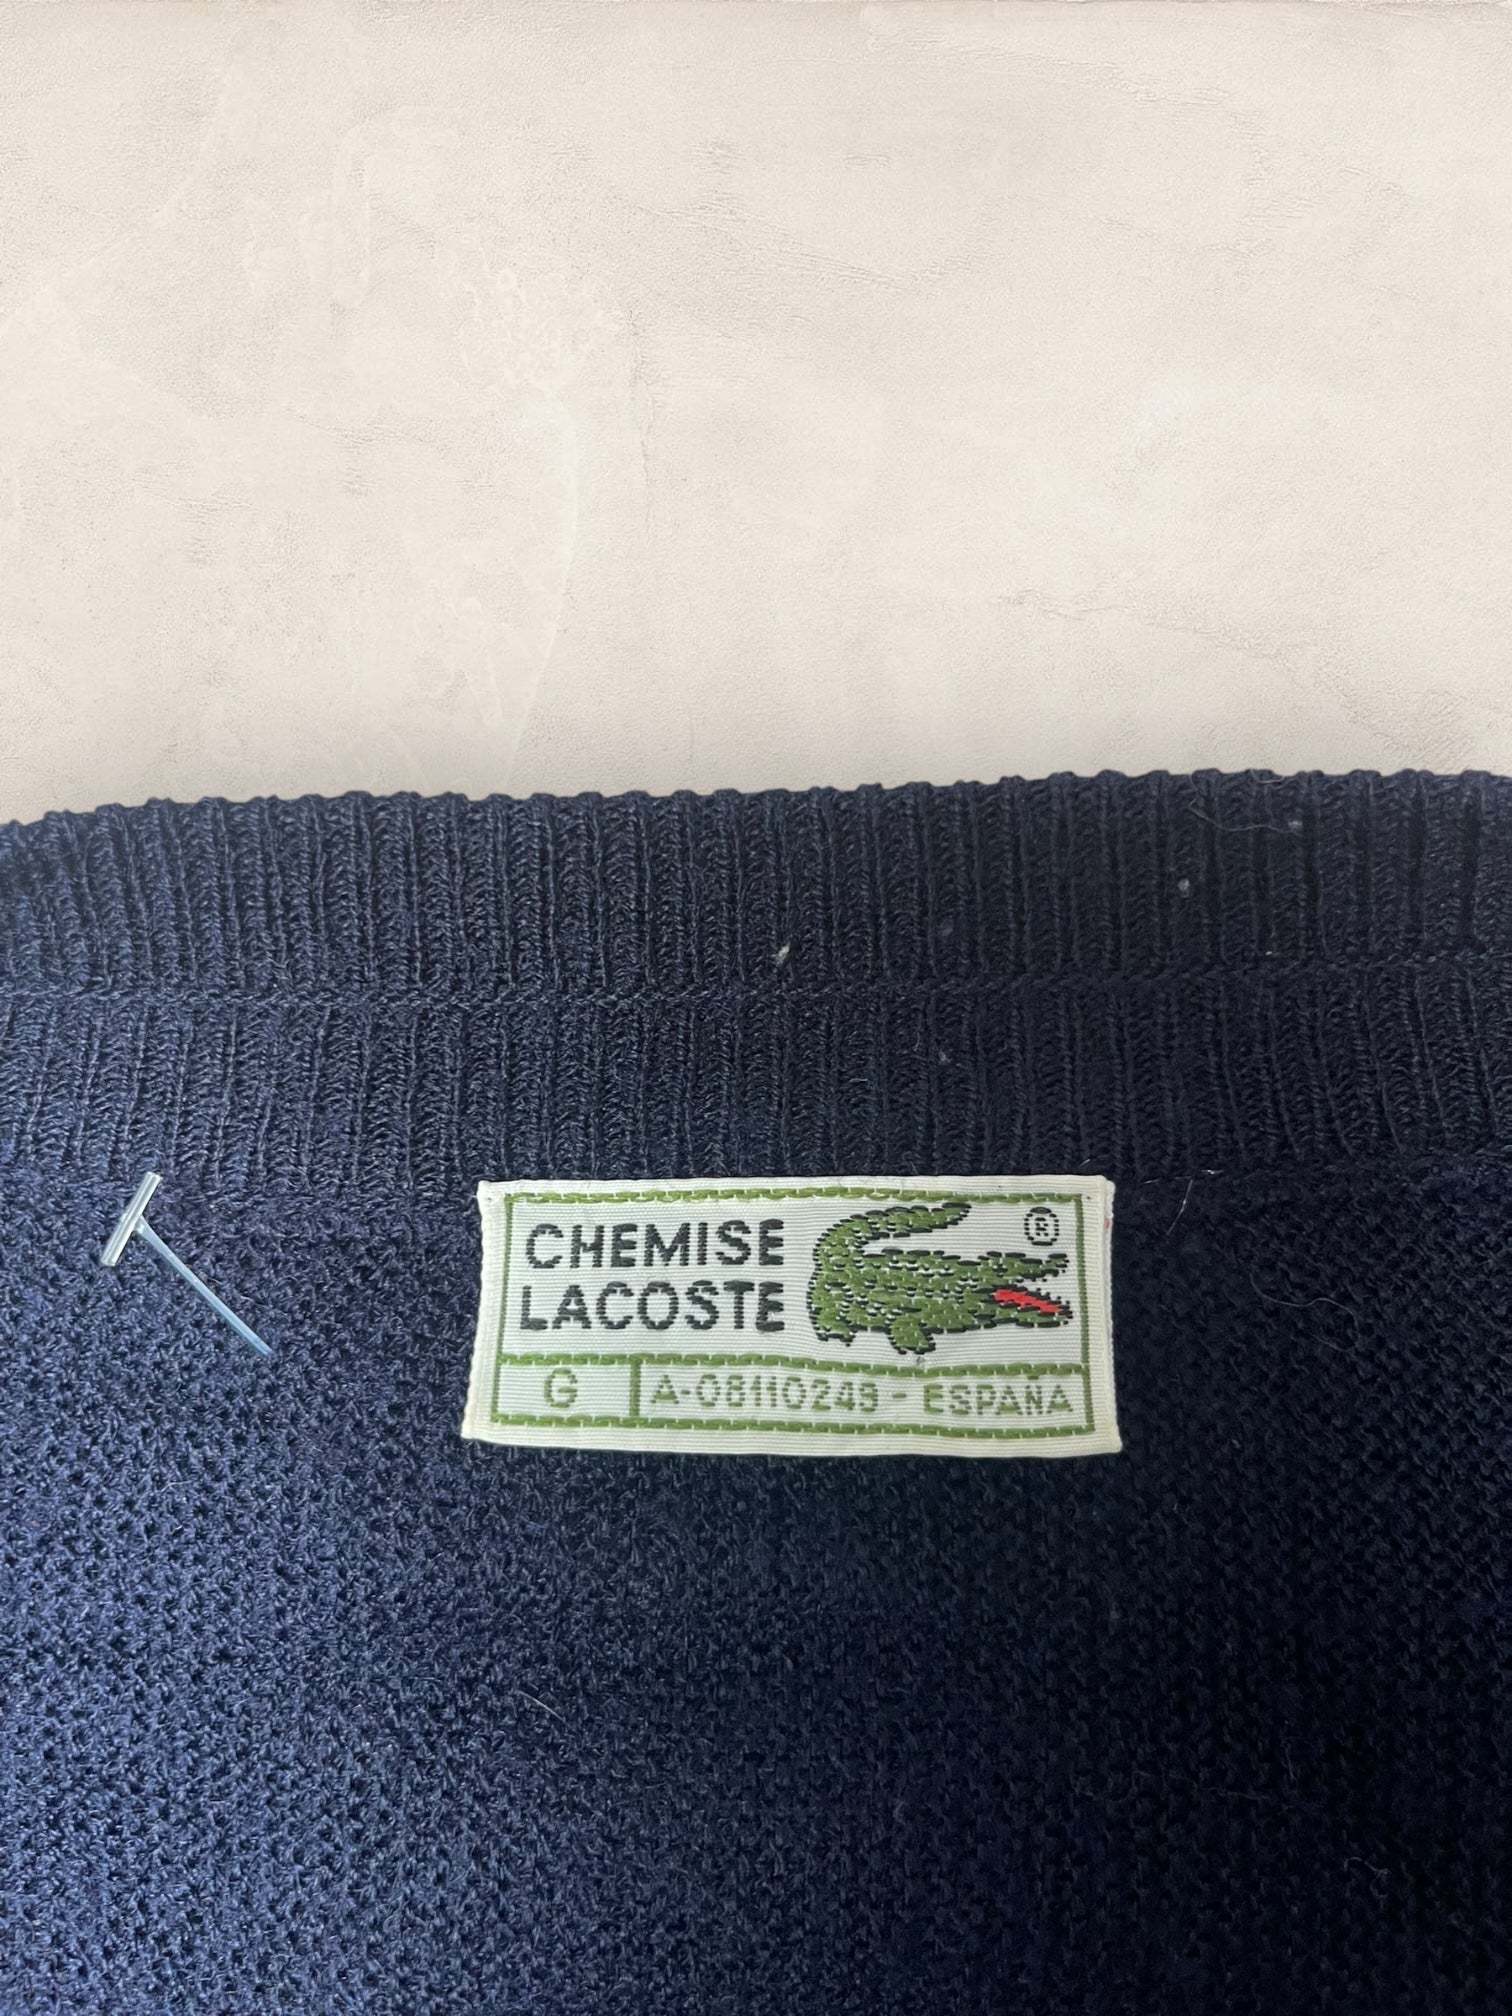 CHEMISE
LACOSTE
®
G
A-08110249 - ESPAÑA